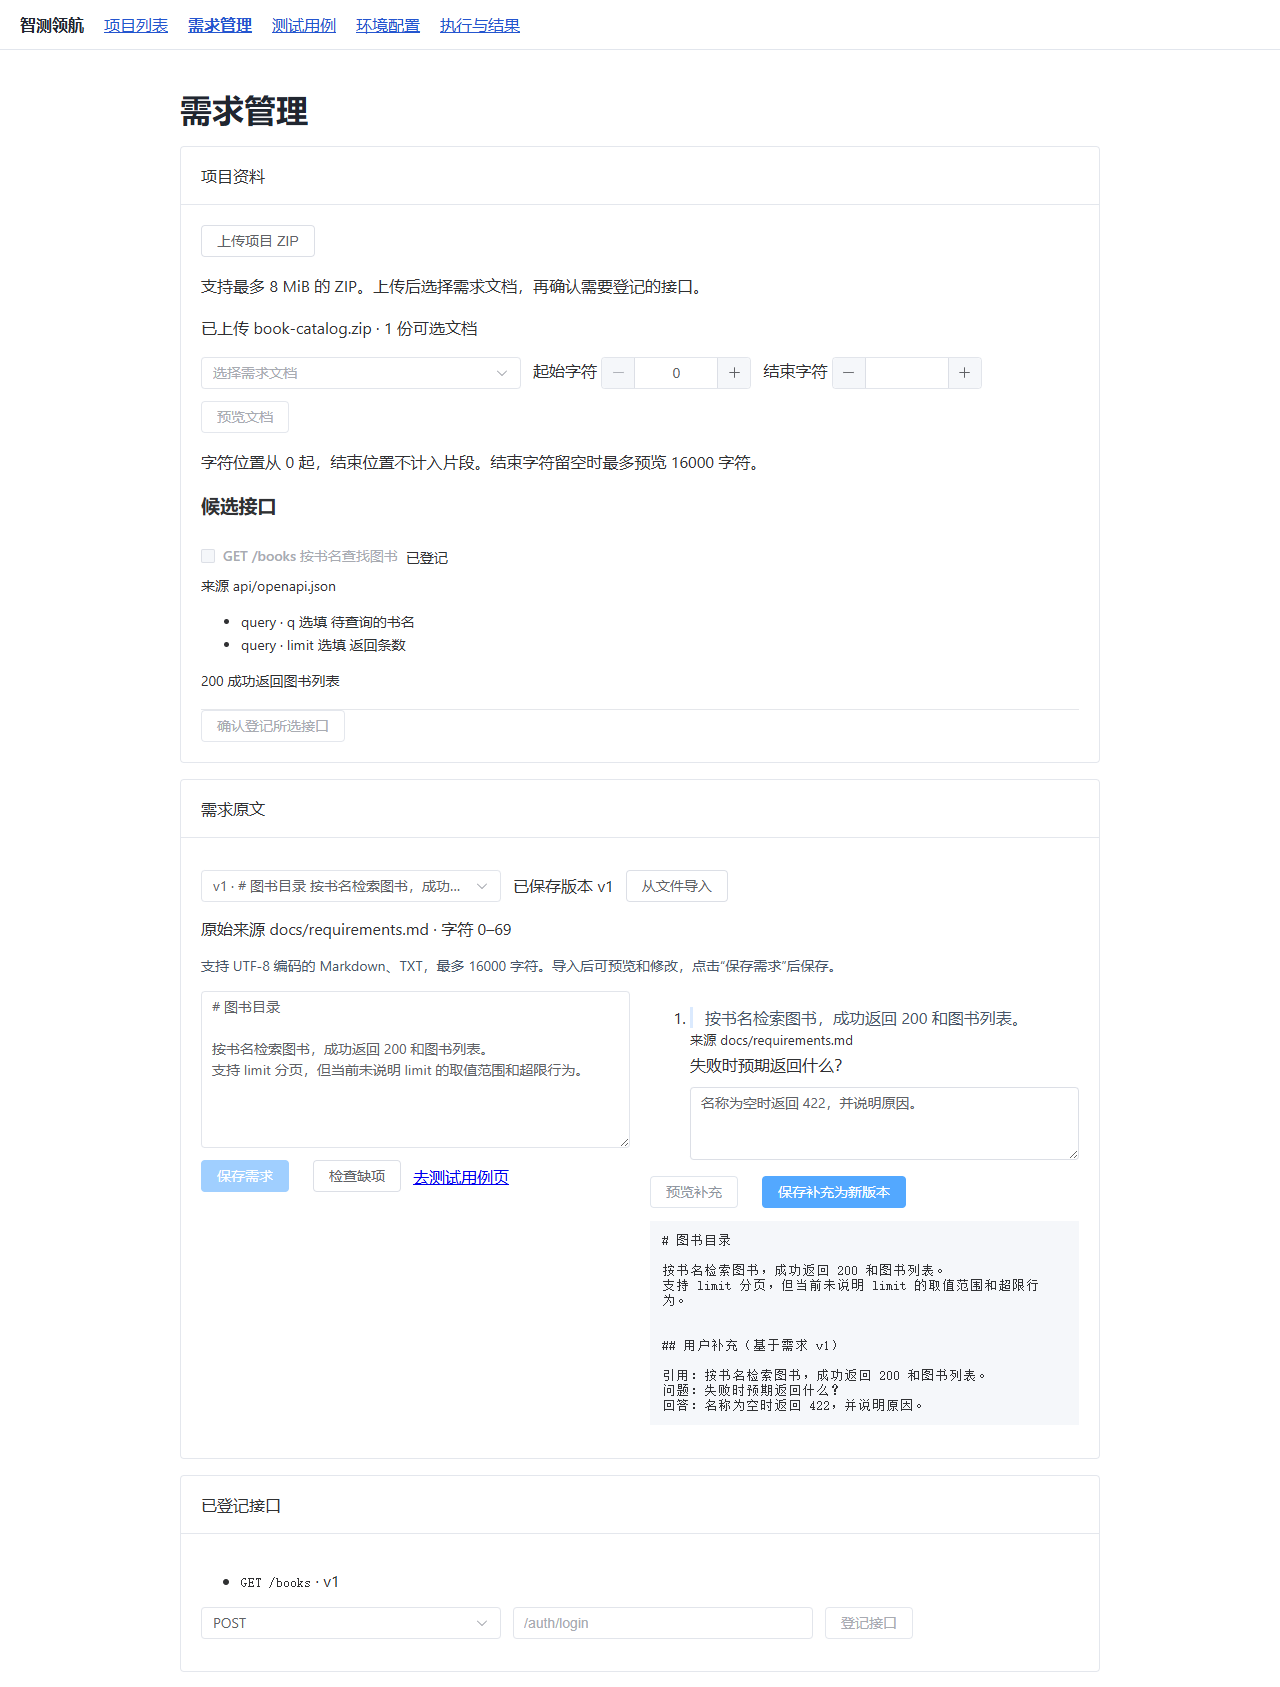 智测领航 项目列表 需求管理 测试用例 环境配置 执行与结果
需求管理
项目资料
上传项目 ZIP
支持最多 8 MiB 的 ZIP。上传后选择需求文档，再确认需要登记的接口。
已上传 book-catalog.zip · 1 份可选文档
选择需求文档 起始字符 0 结束字符
预览文档
字符位置从 0 起，结束位置不计入片段。结束字符留空时最多预览 16000 字符。
候选接口
GET /books 按书名查找图书 已登记
来源 api/openapi.json
query · q 选填 待查询的书名
query · limit 选填 返回条数
200 成功返回图书列表
确认登记所选接口
需求原文
v1 · # 图书目录 按书名检索图书，成功... 已保存版本 v1 从文件导入
原始来源 docs/requirements.md · 字符 0–69
支持 UTF-8 编码的 Markdown、TXT，最多 16000 字符。导入后可预览和修改，点击“保存需求”后保存。
# 图书目录
按书名检索图书，成功返回 200 和图书列表。
支持 limit 分页，但当前未说明 limit 的取值范围和超限行为。
保存需求 检查缺项 去测试用例页
1. 按书名检索图书，成功返回 200 和图书列表。
来源 docs/requirements.md
失败时预期返回什么？
名称为空时返回 422，并说明原因。
预览补充 保存补充为新版本
# 图书目录
按书名检索图书，成功返回 200 和图书列表。
支持 limit 分页，但当前未说明 limit 的取值范围和超限行
为。
## 用户补充（基于需求 v1）
引用：按书名检索图书，成功返回 200 和图书列表。
问题：失败时预期返回什么？
回答：名称为空时返回 422，并说明原因。
已登记接口
GET /books · v1
POST /auth/login 登记接口